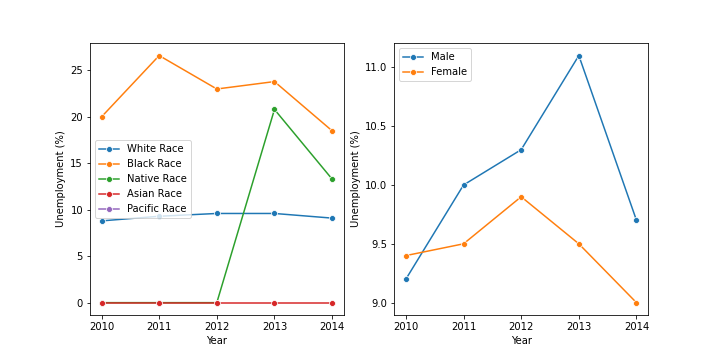 Unemployment (%)
25
20
15
10
5
0
White Race
Black Race
Native Race
Asian Race
Pacific Race
2010 2011 2012 2013 2014
Year
Unemployment (%)
11.0
10.5
10.0
9.5
9.0
Male
Female
2010 2011 2012 2013 2014
Year